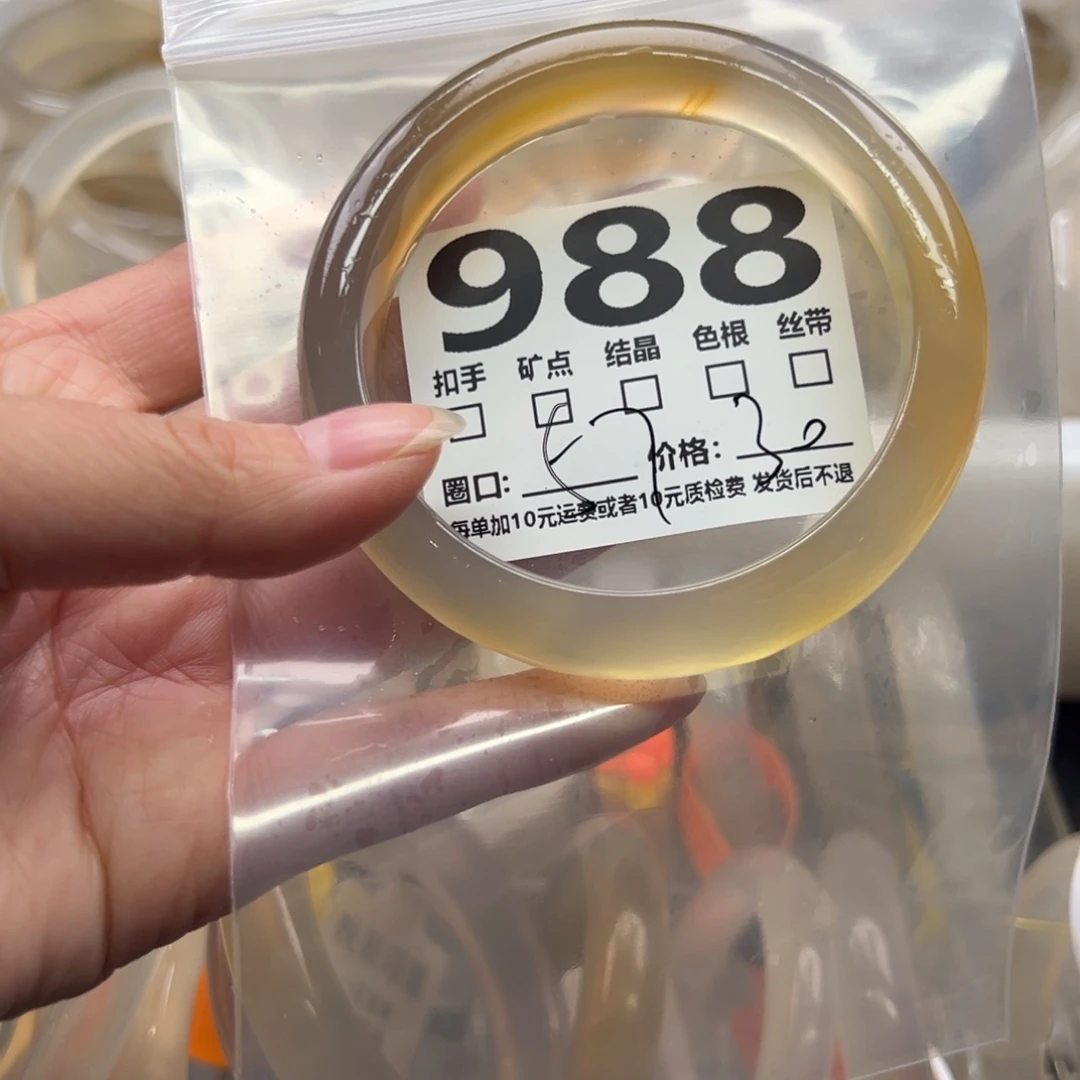 988
扣手 矿点 结晶 色根 丝带
圈口: 57 价格: 30
每单加10元运费或者10元质检费 发货后不退